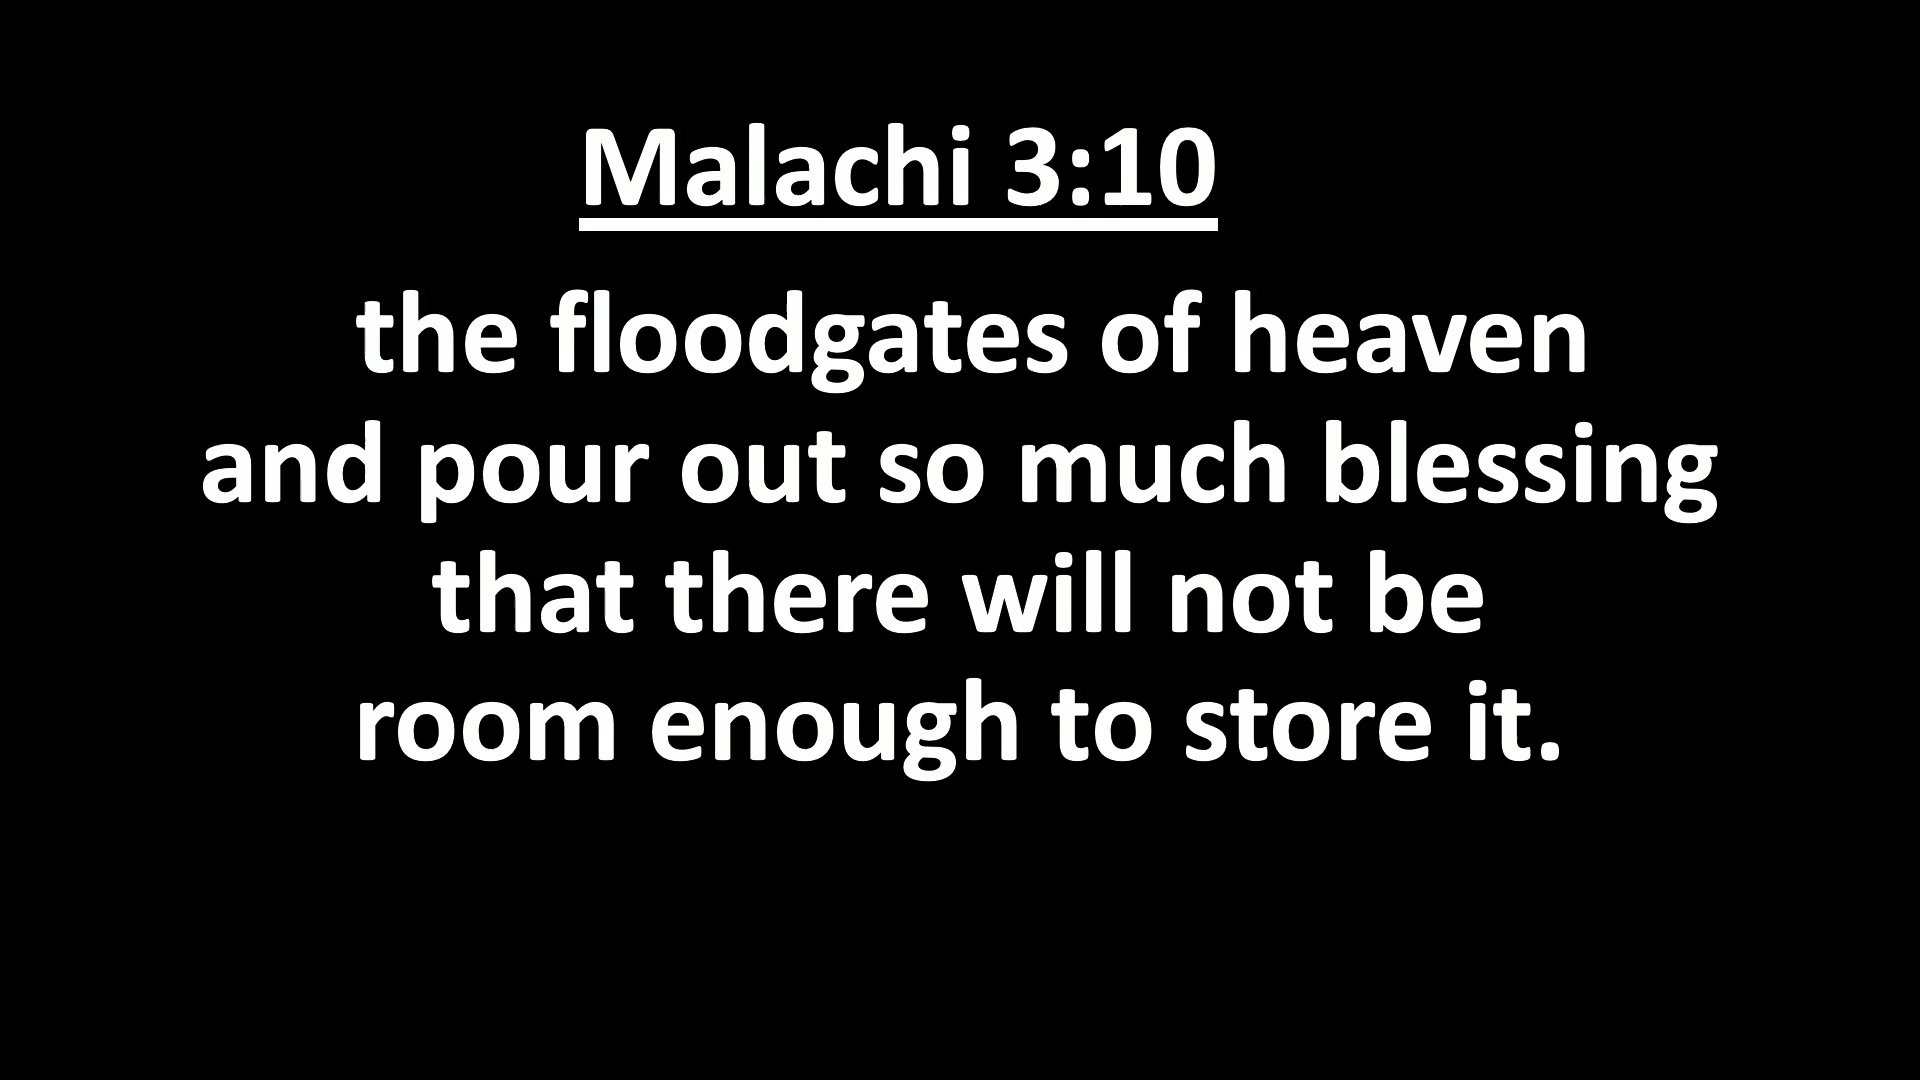 Malachi 3:10
the floodgates of heaven
and pour out so much blessing
that there will not be
room enough to store it.